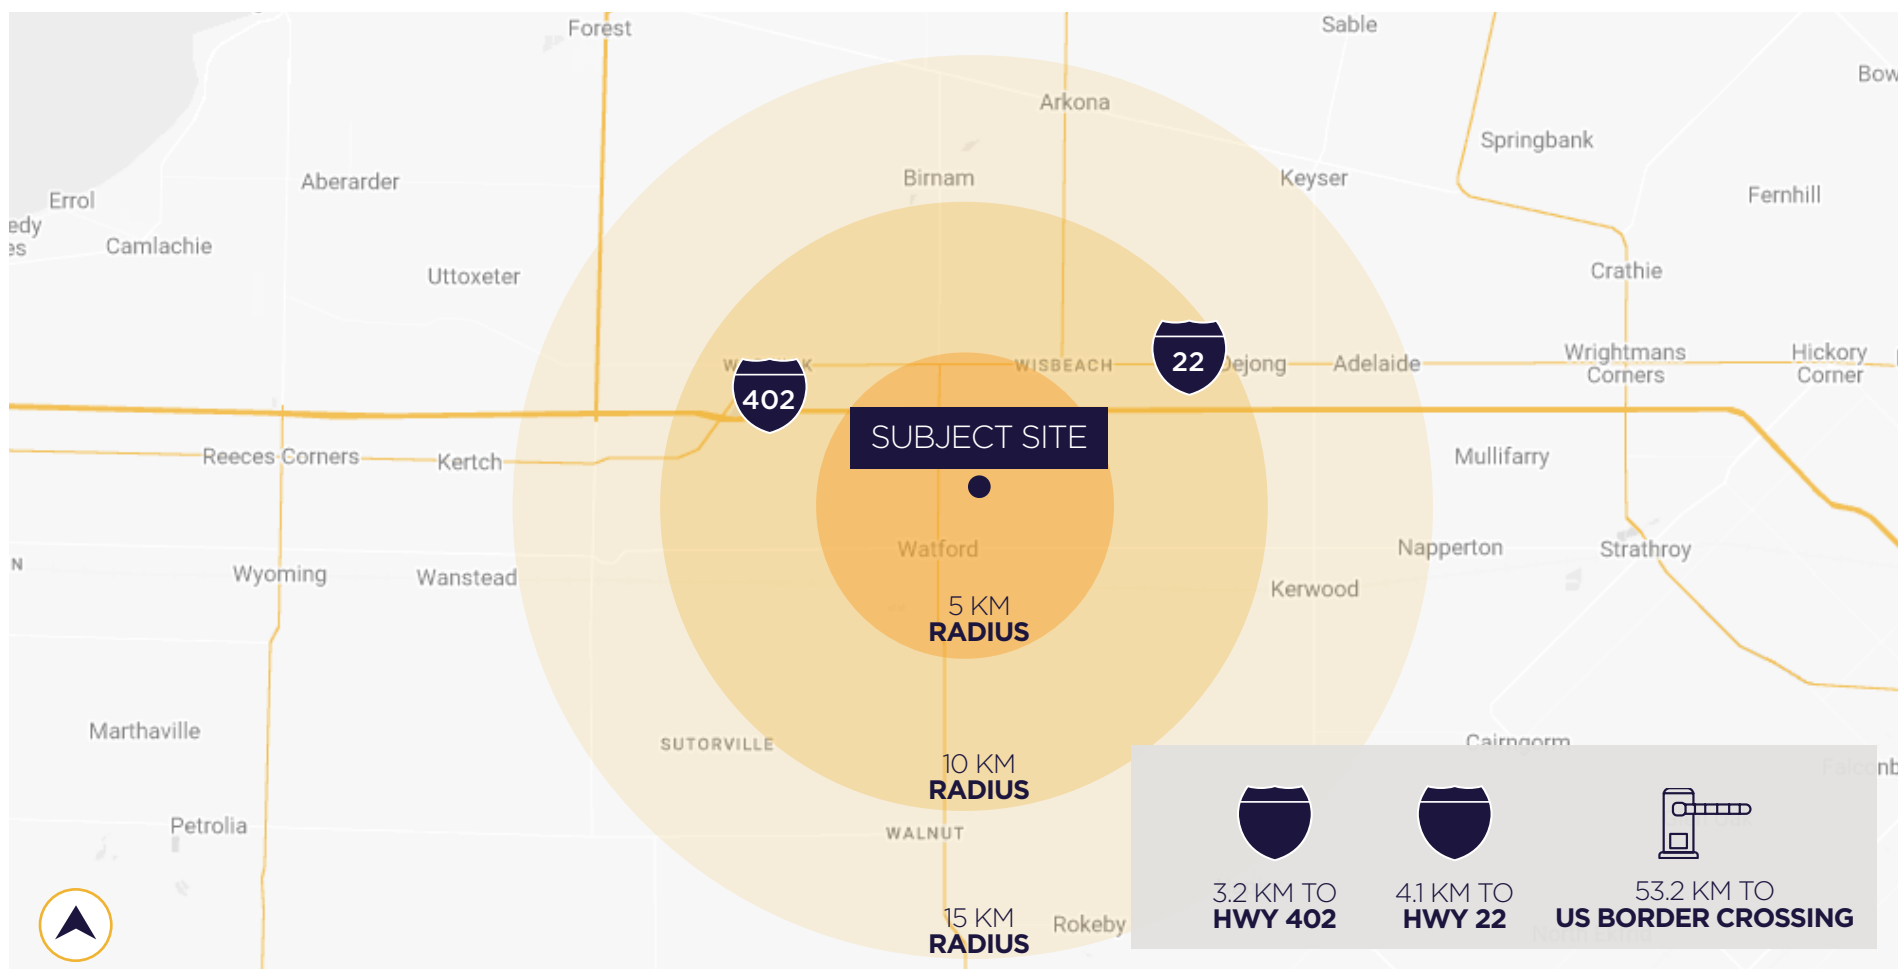 Forest
Sable
Bow
Arkona
Springbank
Birnam
Keyser
Aberarder
Fernhill
Errol
edy
es
Camlachie
Uttoxeter
Crathie
WISBEACH
22
Dejong
Adelaide
Wrightmans
Corners
Hickory
Corner
402
SUBJECT SITE
Reeces Corners
Kertch
Mullifarry
Watford
Napperton
Strathroy
N
Wyoming
Wanstead
Kerwood
5 KM
RADIUS
Marthaville
SUTORVILLE
Cairngorm
10 KM
RADIUS
Petrolia
WALNUT
15 KM
RADIUS
Rokeby
3.2 KM TO
HWY 402
4.1 KM TO
HWY 22
53.2 KM TO
US BORDER CROSSING